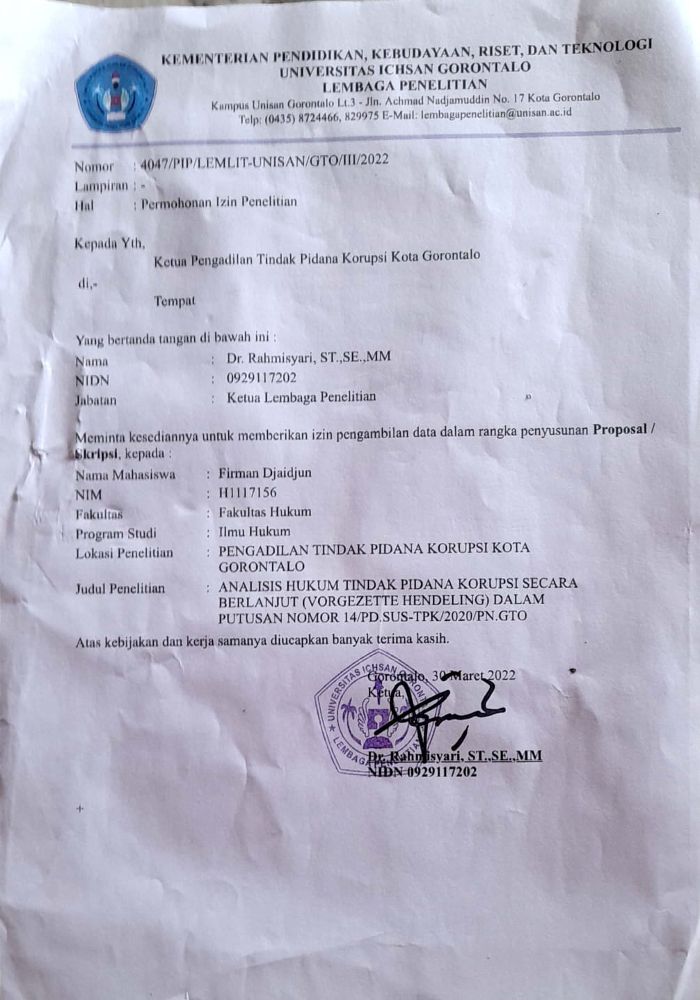 KEMENTERIAN PENDIDIKAN, KEBUDAYAAN, RISET, DAN TEKNOLOGI
UNIVERSITAS ICHSAN GORONTALO
LEMBAGA PENELITIAN
Kampus Unisan Gorontalo Lt.3 - Jln. Achmad Nadjamuddin No. 17 Kota Gorontalo
Telp: (0435) 8724466, 829975 E-Mail: lembagapenelitian@unisan.ac.id
Nomor : 4047/PIP/LEMLIT-UNISAN/GTO/III/2022
Lampiran : -
Hal : Permohonan Izin Penelitian
Kepada Yth,
Ketua Pengadilan Tindak Pidana Korupsi Kota Gorontalo
di,-
Tempat
Yang bertanda tangan di bawah ini :
Nama : Dr. Rahmisyari, ST.,SE.,MM
NIDN : 0929117202
Jabatan : Ketua Lembaga Penelitian
Meminta kesediannya untuk memberikan izin pengambilan data dalam rangka penyusunan Proposal /
Skripsi, kepada :
Nama Mahasiswa : Firman Djaidjun
NIM : H1117156
Fakultas : Fakultas Hukum
Program Studi : Ilmu Hukum
Lokasi Penelitian : PENGADILAN TINDAK PIDANA KORUPSI KOTA
GORONTALO
Judul Penelitian : ANALISIS HUKUM TINDAK PIDANA KORUPSI SECARA
BERLANJUT (VORGEZETTE HENDELING) DALAM
PUTUSAN NOMOR 14/PD.SUS-TPK/2020/PN.GTO
Atas kebijakan dan kerja samanya diucapkan banyak terima kasih.
UNIVERSITAS ICHSAN GORONTALO
LEMBAGA PENELITIAN
Gorontalo, 30 Maret 2022
Ketua,
Dr. Rahmisyari, ST.,SE.,MM
NIDN 0929117202